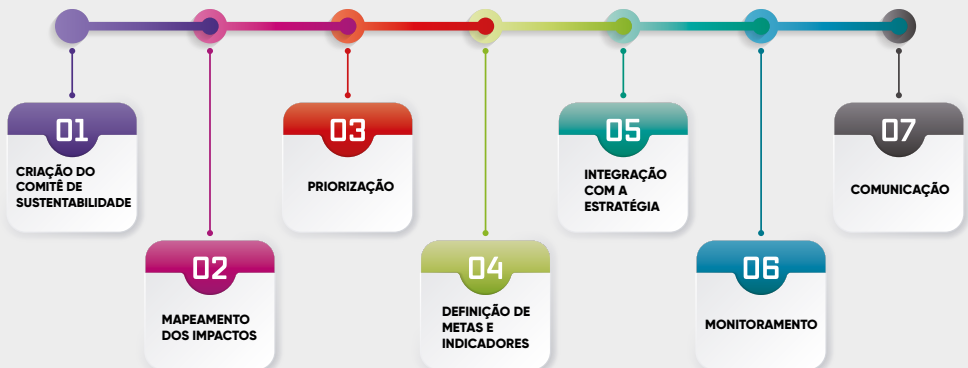 01
CRIAÇÃO DO
COMITÊ DE
SUSTENTABILIDADE
02
MAPEAMENTO
DOS IMPACTOS
03
PRIORIZAÇÃO
04
DEFINIÇÃO DE
METAS E
INDICADORES
05
INTEGRAÇÃO
COM A
ESTRATÉGIA
06
MONITORAMENTO
07
COMUNICAÇÃO